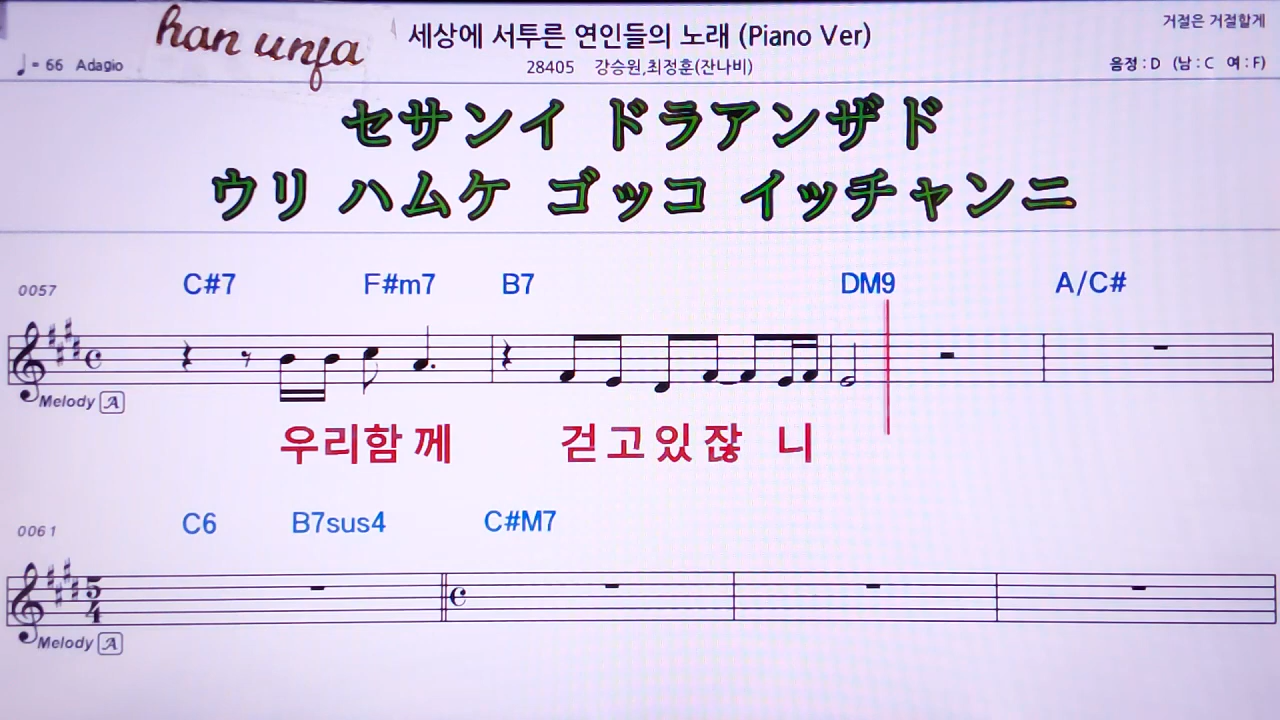 han unfa
세상에 서투른 연인들의 노래 (Piano Ver)
거절은 거절할게
♩= 66 Adagio
28405 강승원,최정훈(잔나비)
음정 : D (남 : C 여 : F)
セサンイ ドラアンザド
ウリ ハムケ ゴッコ イッチャンニ
C#7 F#m7 B7 DM9 A/C#
0057
Melody A
우리함 께 걷 고 있 잖 니
C6 B7sus4 C#M7
0061
5
4
Melody A